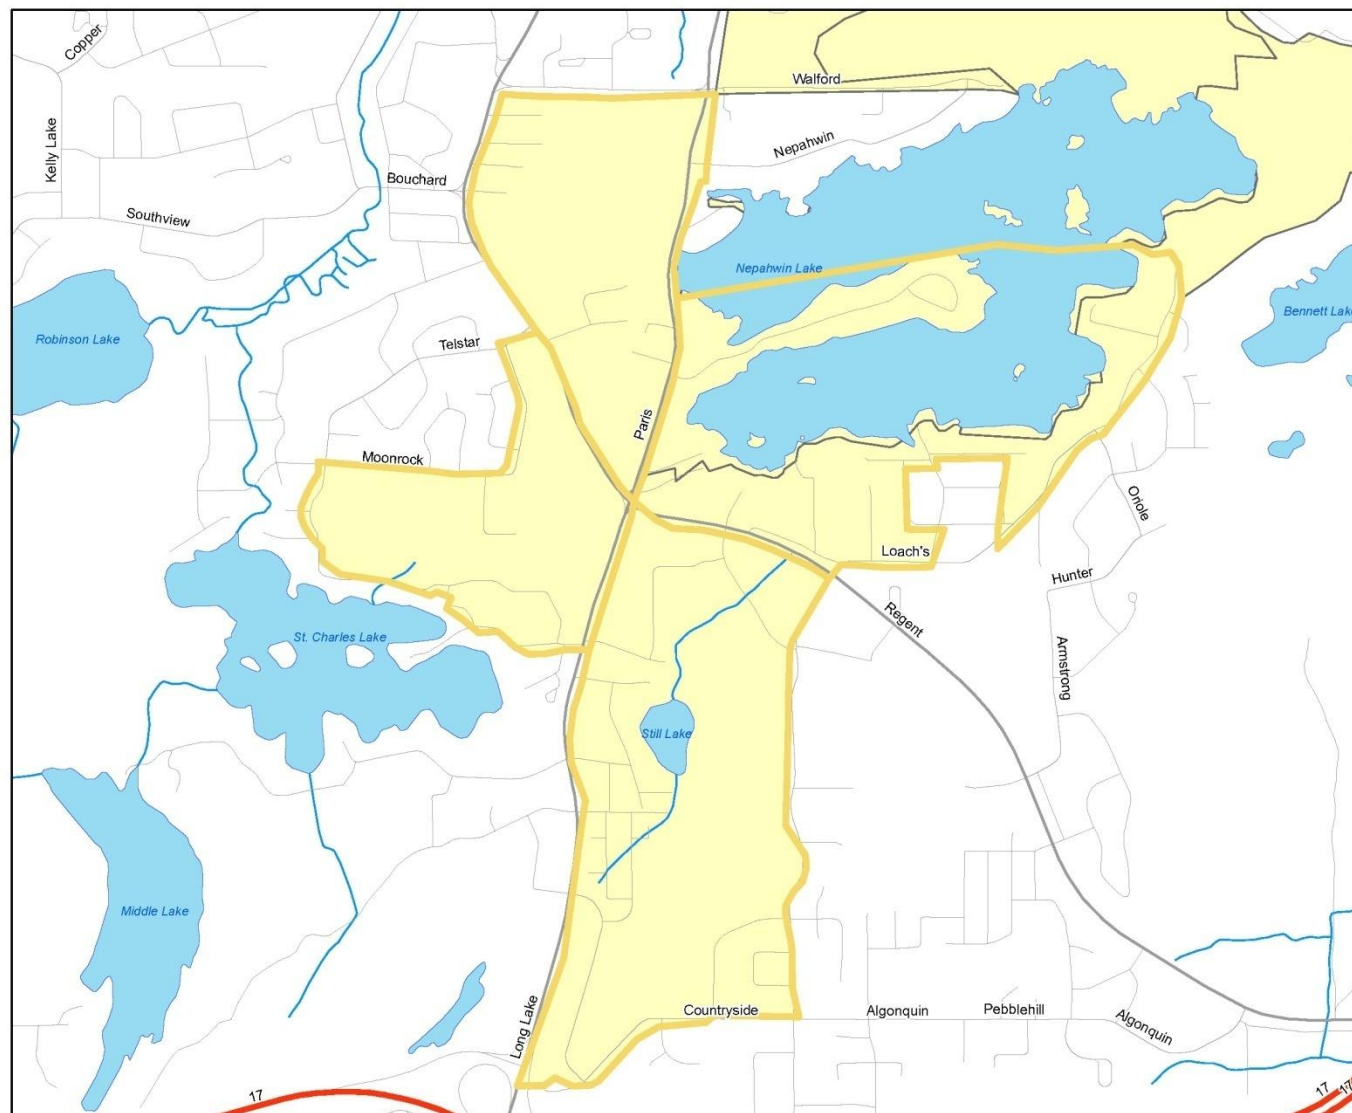 Copper
Walford
Kelly Lake
Nepahwin
Bouchard
Southview
Nepahwin Lake
Bennett Lake
Robinson Lake
Telstar
Paris
Moonrock
Oriole
Loach's
Hunter
Regent
St. Charles Lake
Armstrong
Still Lake
Middle Lake
Long Lake
Countryside
Algonquin
Pebblehill
Algonquin
17
17
17